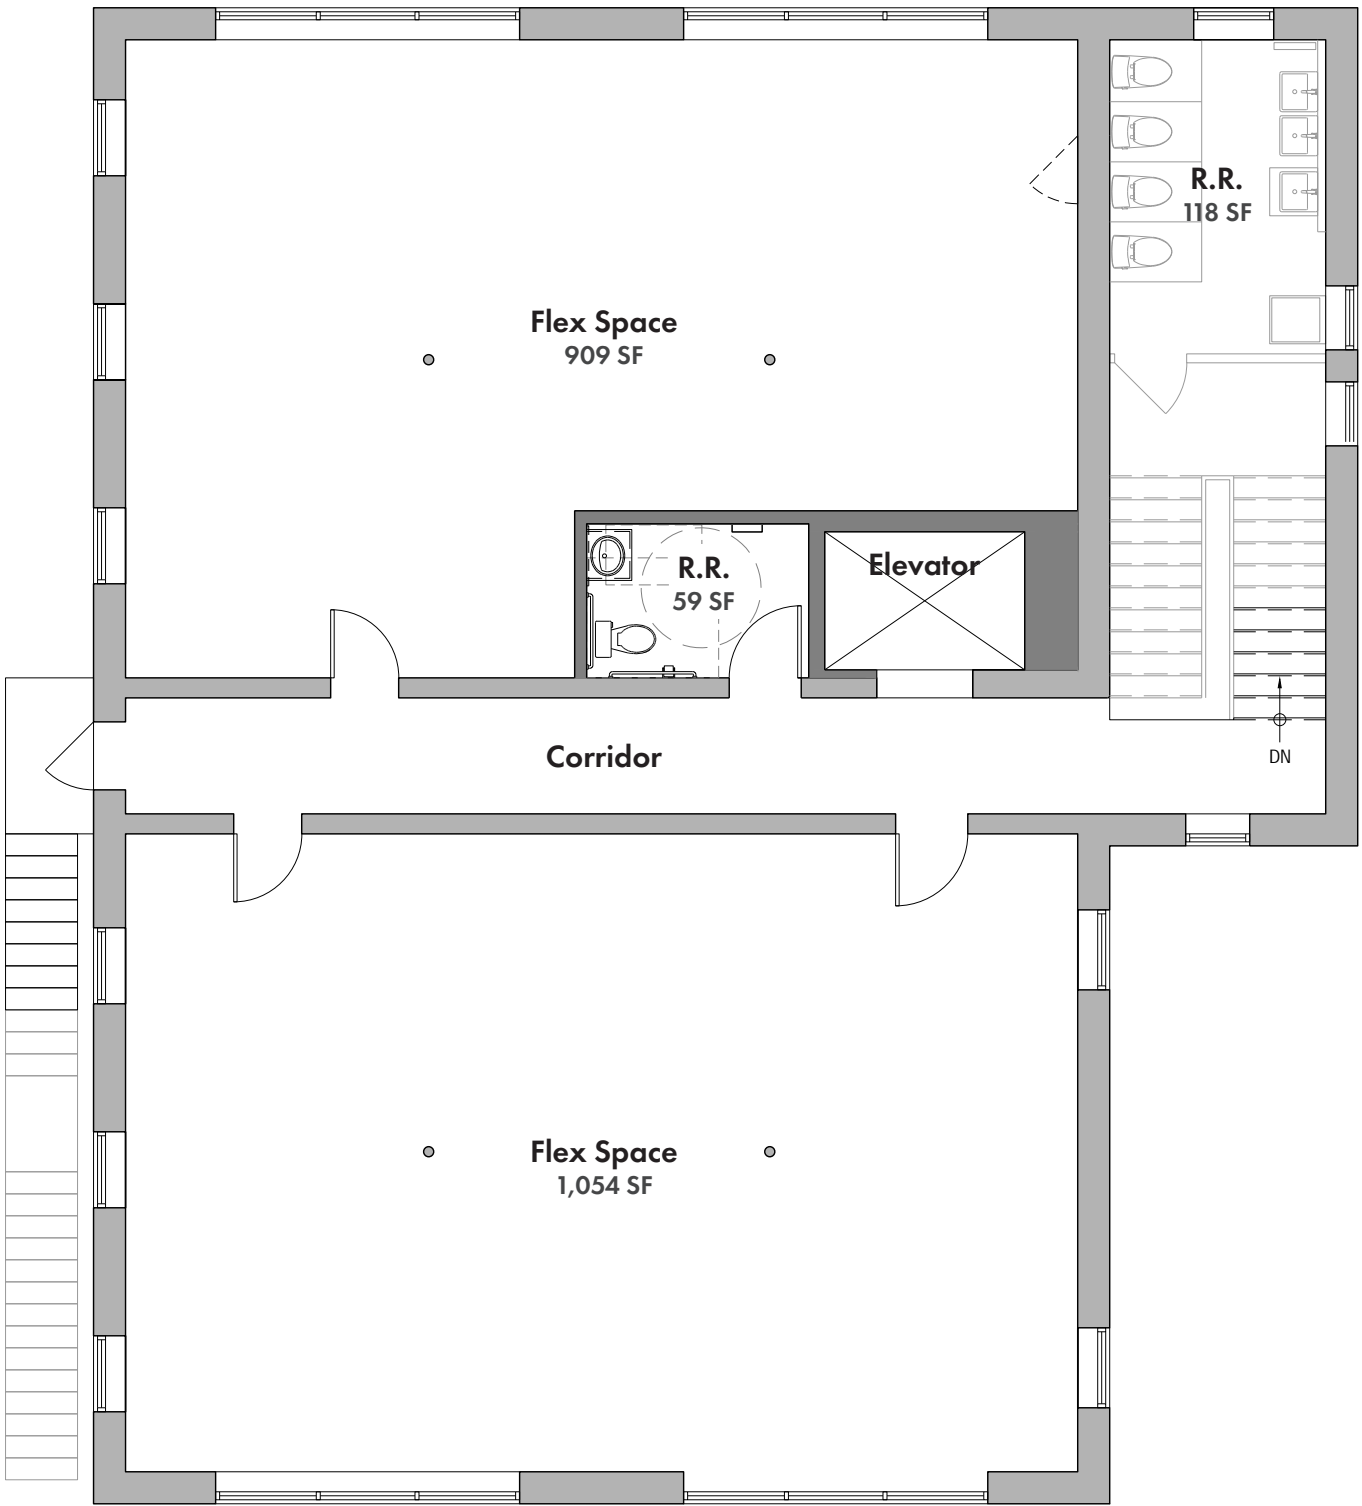 R.R.
118 SF
Flex Space
909 SF
R.R.
59 SF
Elevator
Corridor
DN
Flex Space
1,054 SF